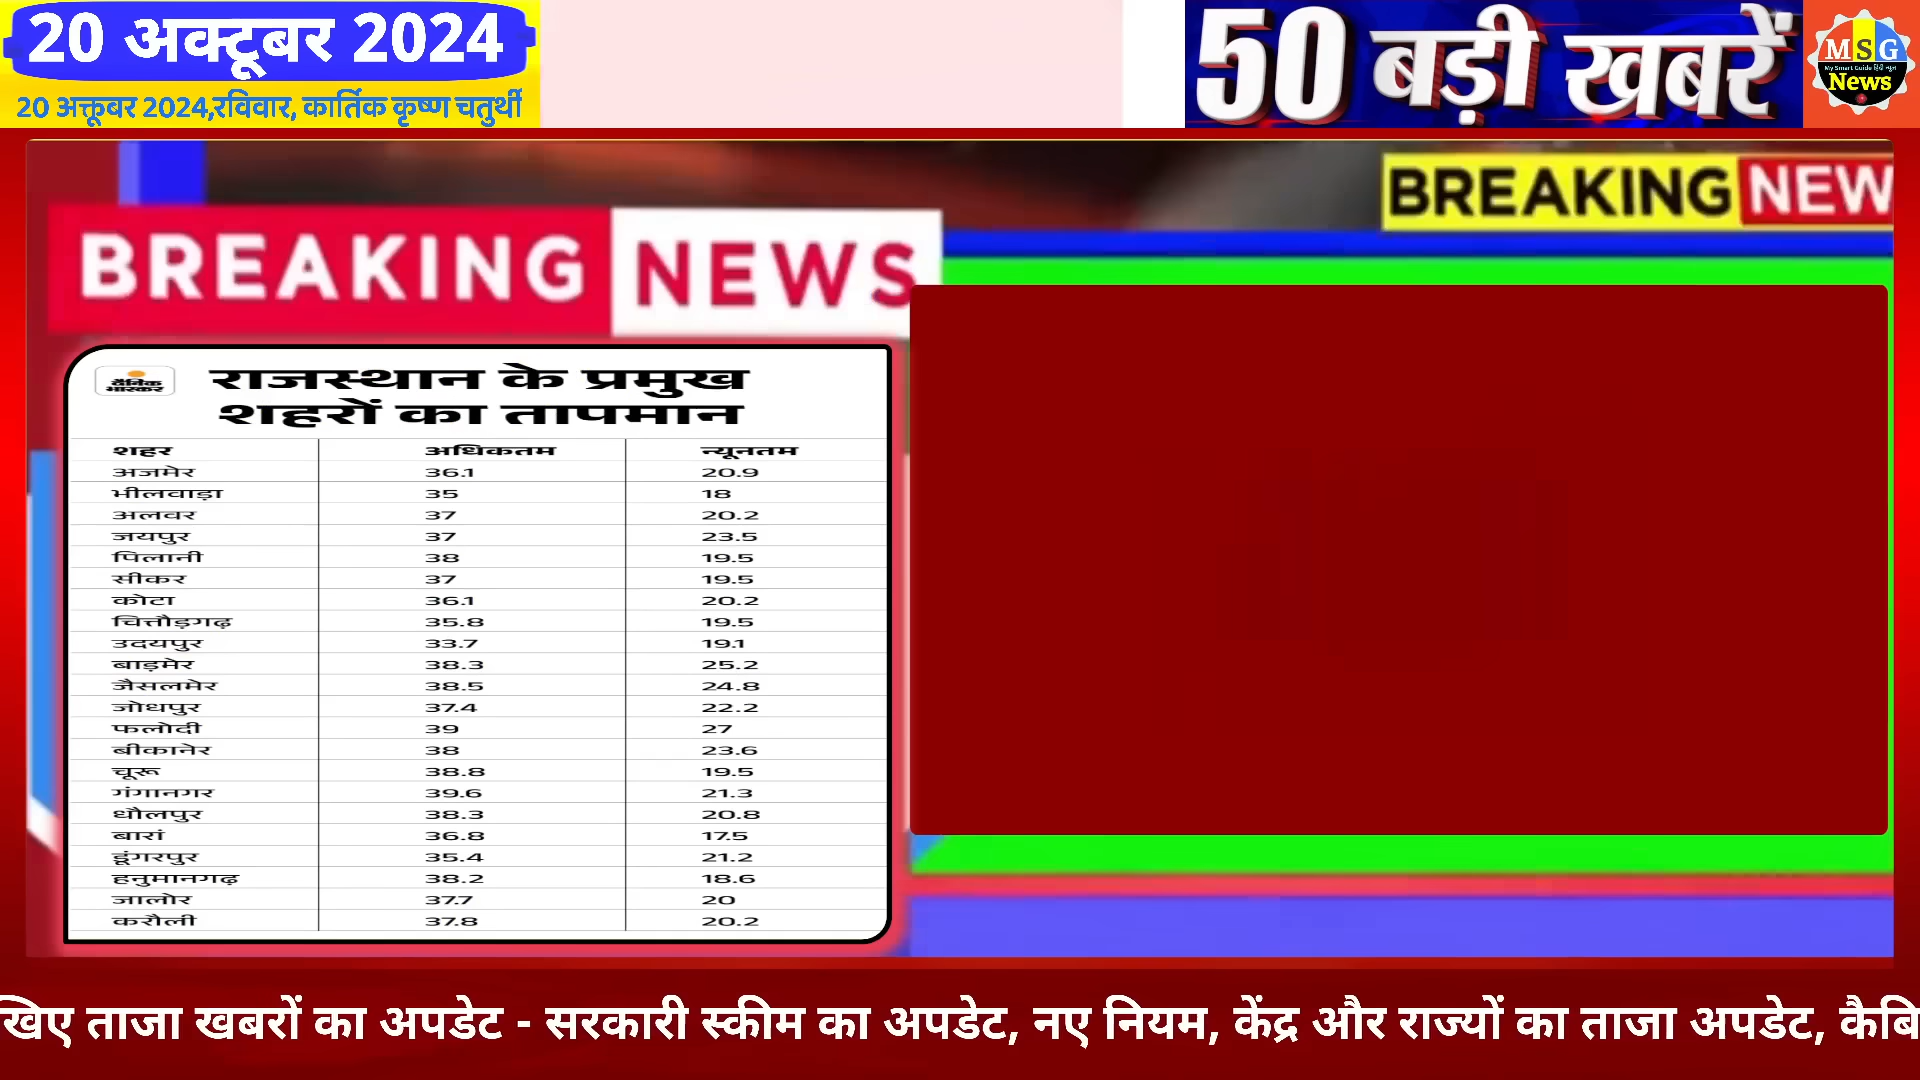 20 अक्टूबर 2024
20 अक्तूबर 2024,रविवार, कार्तिक कृष्ण चतुर्थी
50 बड़ी खबरें
MSG
My Smart Guide हिंदी न्यूज़
News
BREAKING NEW
BREAKING NEWS
दैनिक भास्कर
राजस्थान के प्रमुख
शहरों का तापमान
शहर अधिकतम न्यूनतम
अजमेर 36.1 20.9
भीलवाड़ा 35 18
अलवर 37 20.2
जयपुर 37 23.5
पिलानी 38 19.5
सीकर 37 19.5
कोटा 36.1 20.2
चित्तौड़गढ़ 35.8 19.5
उदयपुर 33.7 19.1
बाड़मेर 38.3 25.2
जैसलमेर 38.5 24.8
जोधपुर 37.4 22.2
फलोदी 39 27
बीकानेर 38 23.6
चूरू 38.8 19.5
गंगानगर 39.6 21.3
धौलपुर 38.3 20.8
बारां 36.8 17.5
डूंगरपुर 35.4 21.2
हनुमानगढ़ 38.2 18.6
जालोर 37.7 20
करौली 37.8 20.2
खिए ताजा खबरों का अपडेट - सरकारी स्कीम का अपडेट, नए नियम, केंद्र और राज्यों का ताजा अपडेट, कैबि